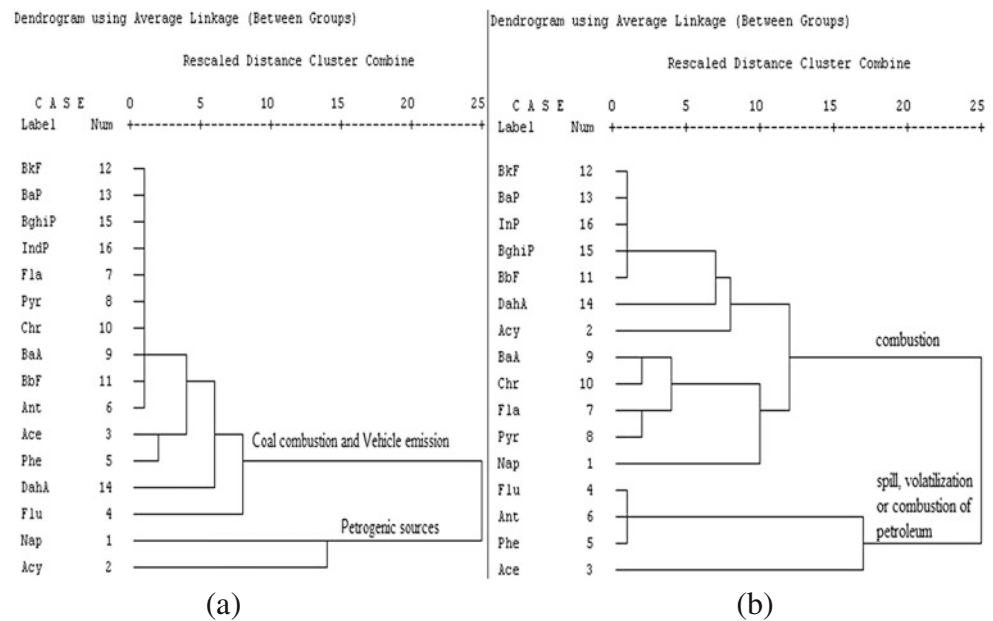 Dendrogram using Average Linkage (Between Groups)
Rescaled Distance Cluster Combine
C A S E 0 5 10 15 20 25
Label Num +---------+---------+---------+---------+---------+
BkF 12
BaP 13
BghiP 15
IndP 16
Fla 7
Pyr 8
Chr 10
BaA 9
BbF 11
Ant 6
Ace 3
Phe 5
Coal combustion and Vehicle emission
DahA 14
Flu 4
Petrogenic sources
Nap 1
Acy 2
(a)
Dendrogram using Average Linkage (Between Groups)
Rescaled Distance Cluster Combine
C A S E 0 5 10 15 20 25
Label Num +---------+---------+---------+---------+---------+
BkF 12
BaP 13
InP 16
BghiP 15
BbF 11
DahA 14
Acy 2
combustion
BaA 9
Chr 10
Fla 7
Pyr 8
Nap 1
spill, volatilization
or combustion of
petroleum
Flu 4
Ant 6
Phe 5
Ace 3
(b)